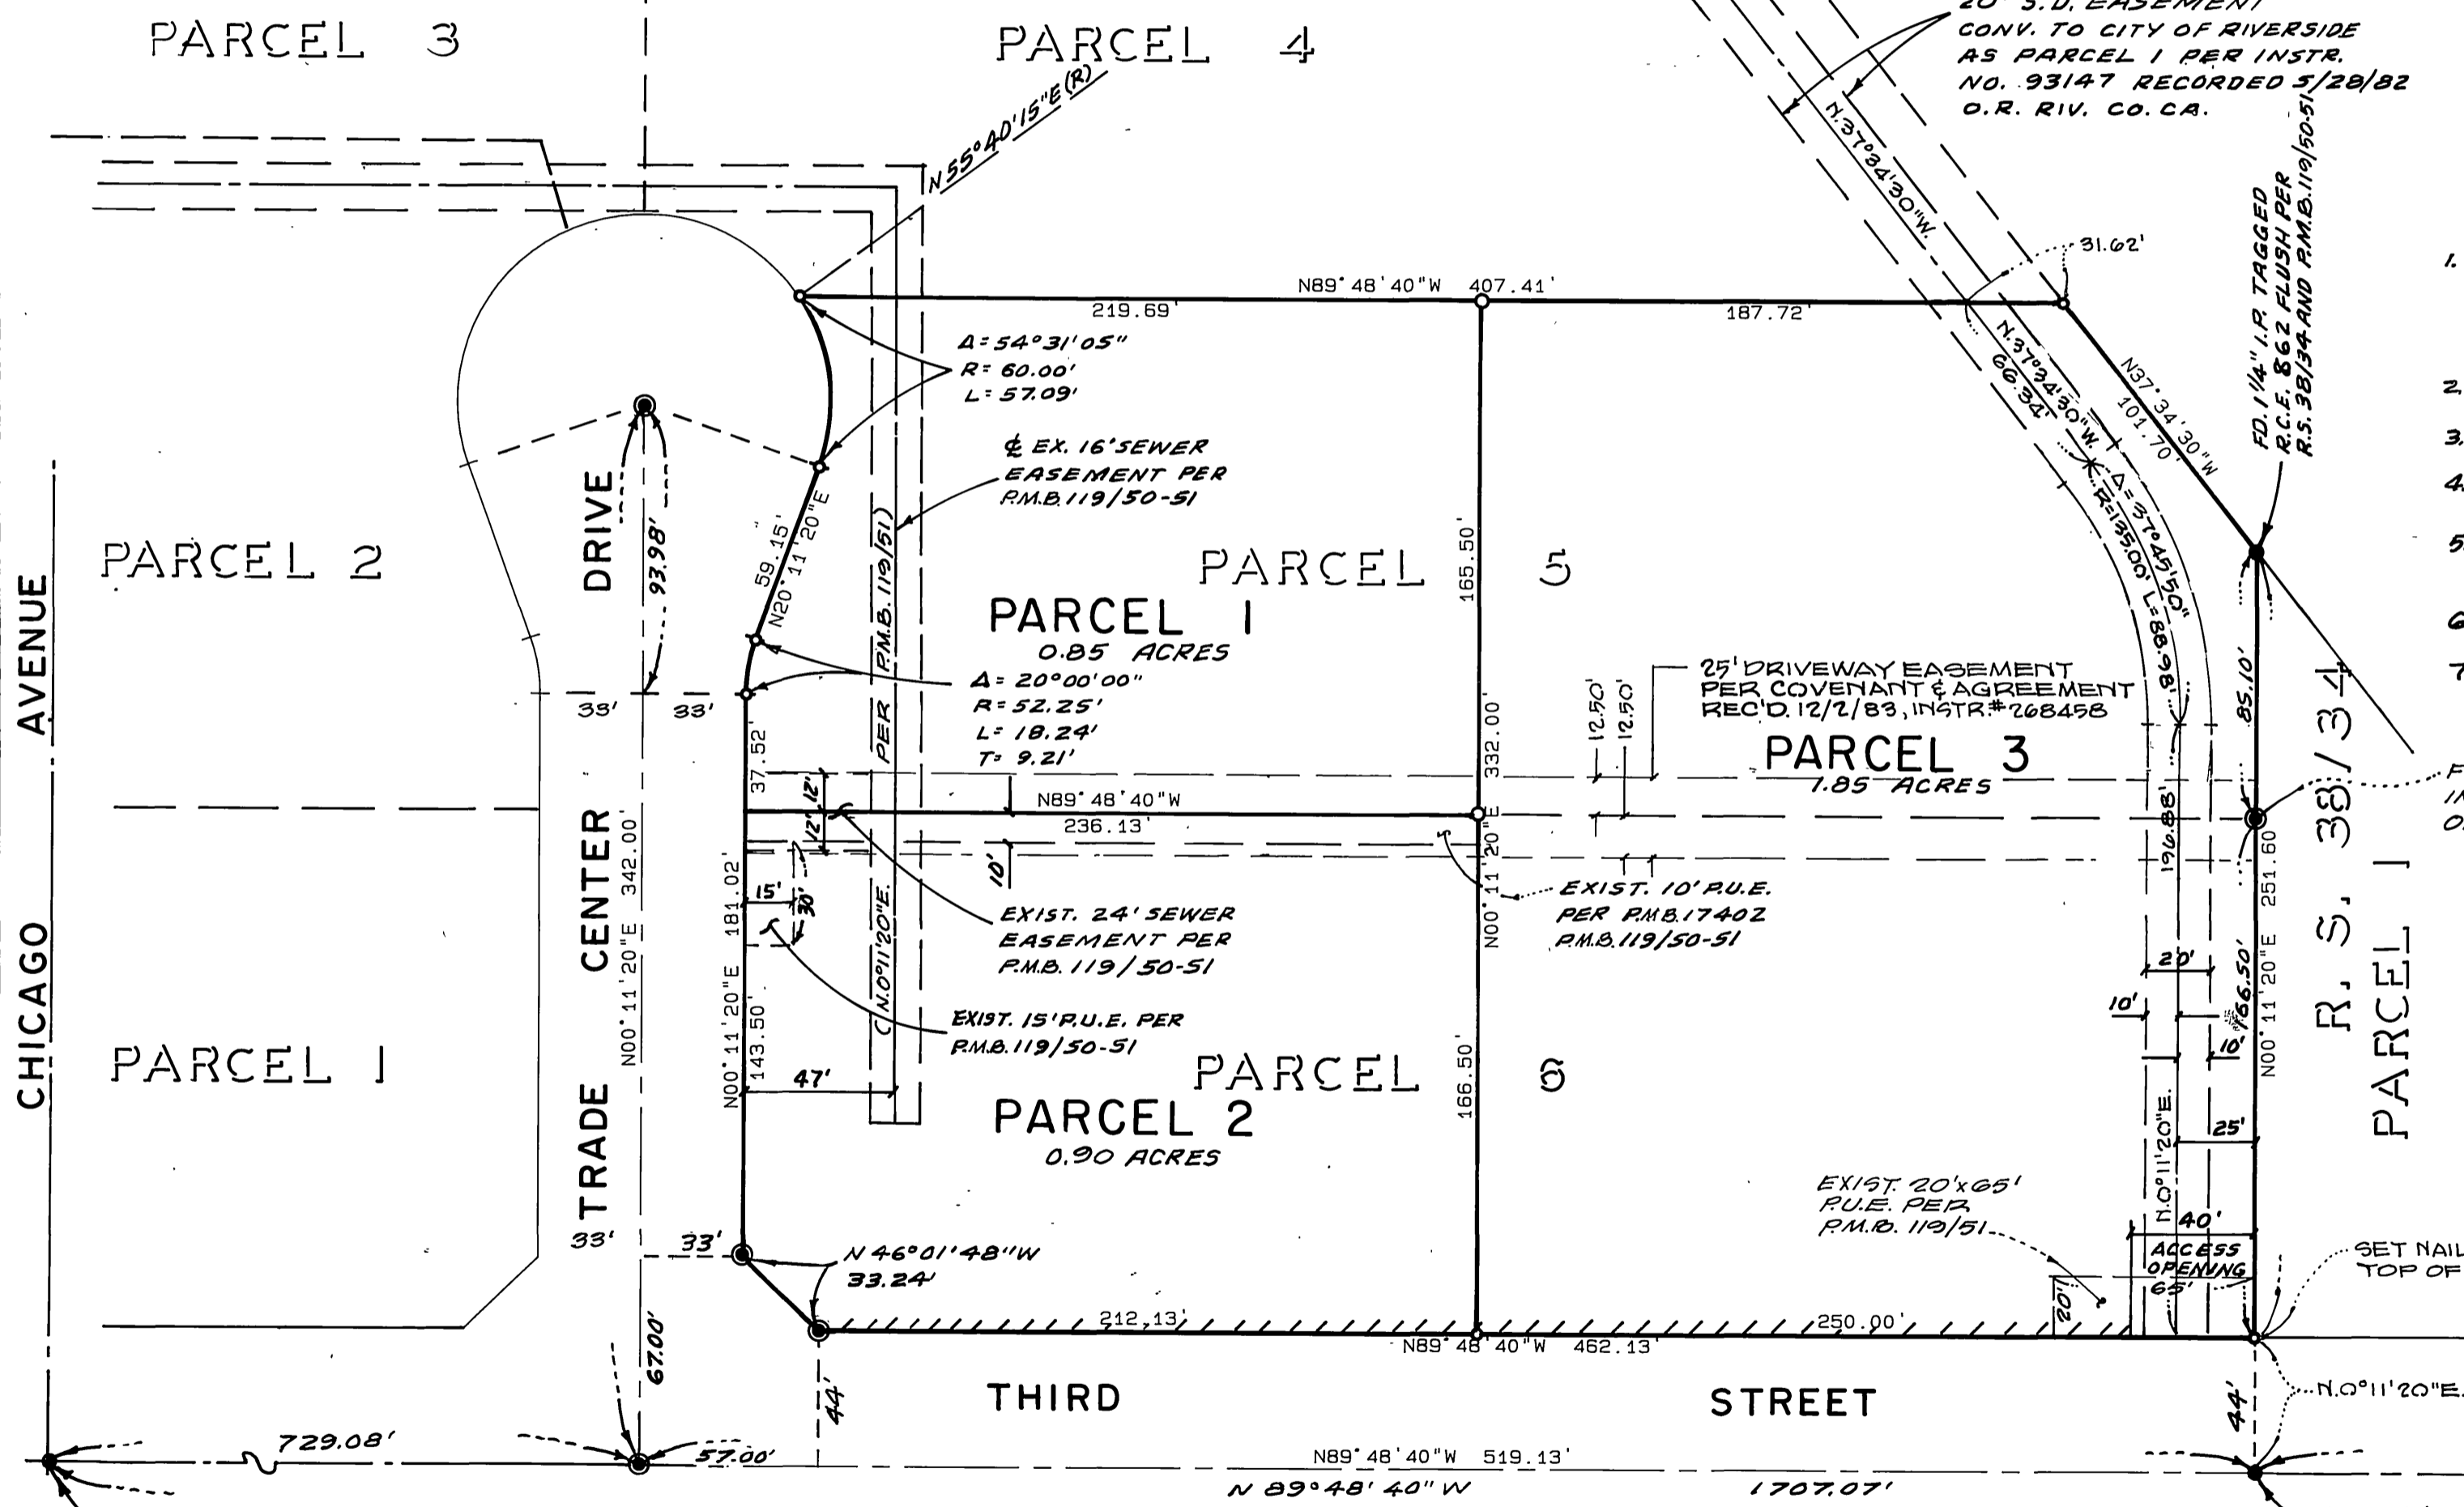 PARCEL 3
PARCEL 4
N55°40'15"E (R)
20' S.D. EASEMENT
CONV. TO CITY OF RIVERSIDE
AS PARCEL 1 PER INSTR.
NO. 93147 RECORDED 5/28/82
O.R. RIV. CO. CA.
N.37°34'30"W.
31.62'
FD. 1 1/4" I.P. TAGGED
R.C.E. 862 FLUSH PER
R.S. 38/34 AND P.M.B. 119/50-51
1.
2.
3.
4.
5.
6
7
N89°48'40"W 407.41'
219.69'
187.72'
Δ=54°31'05"
R=60.00'
L=57.09'
N.37°34'30"W.
66.34'
N37°34'30"W
101.70'
℄ EX. 16' SEWER
EASEMENT PER
P.M.B. 119/50-51
93.98'
59.15'
N20°11'20"E
Δ=37°45'50"
R=135.00' L=88.98'
165.50'
PARCEL 2
PARCEL 5
PARCEL 1
0.85 ACRES
PER P.M.B. 119/51)
(N.0°11'20"E.
Δ=20°00'00"
R=52.25'
L=18.24'
T=9.21'
33'
33'
37.52'
25' DRIVEWAY EASEMENT
PER COVENANT & AGREEMENT
REC'D. 12/2/83, INSTR.#268458
12.50'
12.50'
85.10'
PARCEL 3
1.85 ACRES
R.S. 38/34
PARCEL 1
N89°48'40"W
236.13'
12'
12'
10'
N00°11'20"E 332.00'
196.88'
15'
30'
EXIST. 24' SEWER
EASEMENT PER
P.M.B. 119/50-51
EXIST. 10' P.U.E.
PER P.M.B. 17402
P.M.B. 119/50-51
N00°11'20"E 251.60
166.50'
20'
10'
10'
EXIST. 15' P.U.E. PER
P.M.B. 119/50-51
N00°11'20"E 181.02'
143.50'
N00°11'20"E 342.00'
TRADE CENTER DRIVE
CHICAGO AVENUE
PARCEL 1
47'
PARCEL 6
PARCEL 2
0.90 ACRES
166.50'
N.0°11'20"E.
25'
EXIST. 20'x65'
P.U.E. PER
P.M.B. 119/51
40'
ACCESS
OPENING
65'
20'
SET NAIL
TOP OF
33'
33'
N46°01'48"W
33.24'
212.13'
250.00'
N89°48'40"W 462.13'
67.00'
44'
THIRD STREET
44'
N.0°11'20"E.
729.08'
57.00'
N89°48'40"W 519.13'
N89°48'40"W 1707.07'